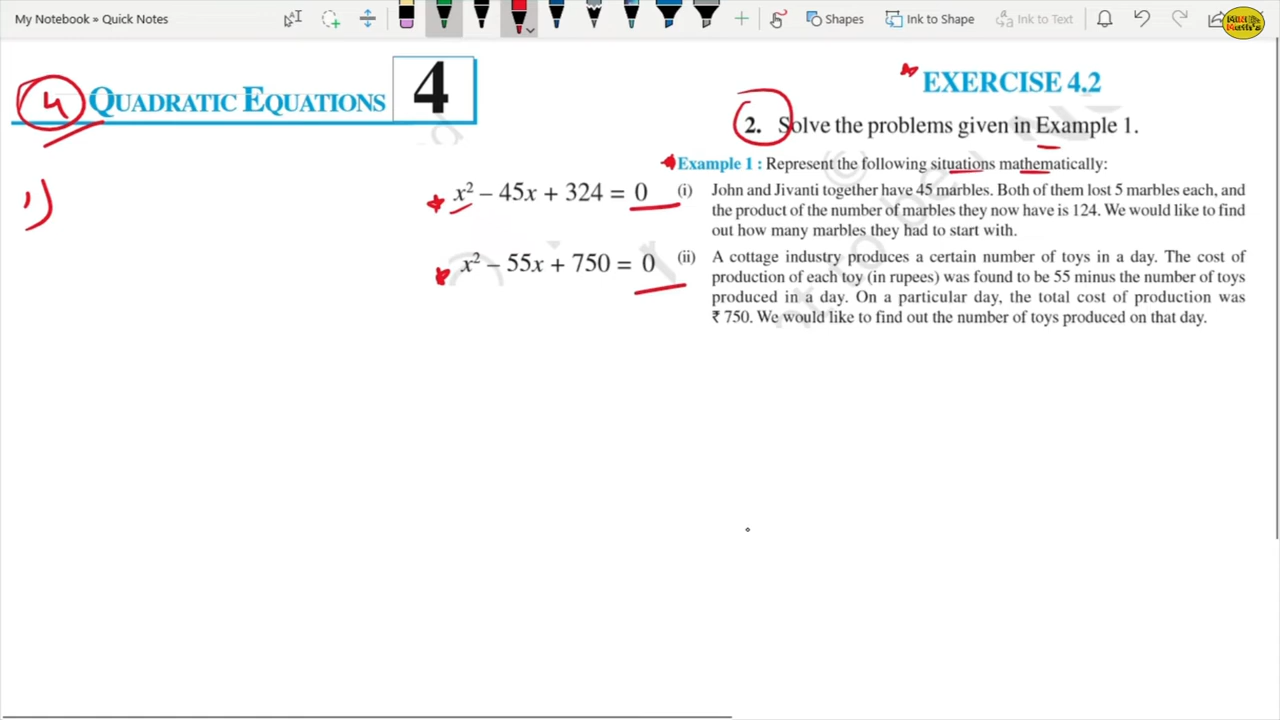 My Notebook » Quick Notes
Shapes
Ink to Shape
Ink to Text
4 QUADRATIC EQUATIONS 4
EXERCISE 4.2
2. Solve the problems given in Example 1.
Example 1 : Represent the following situations mathematically:
1)
x² – 45x + 324 = 0
(i) John and Jivanti together have 45 marbles. Both of them lost 5 marbles each, and
the product of the number of marbles they now have is 124. We would like to find
out how many marbles they had to start with.
x² – 55x + 750 = 0
(ii) A cottage industry produces a certain number of toys in a day. The cost of
production of each toy (in rupees) was found to be 55 minus the number of toys
produced in a day. On a particular day, the total cost of production was
₹ 750. We would like to find out the number of toys produced on that day.